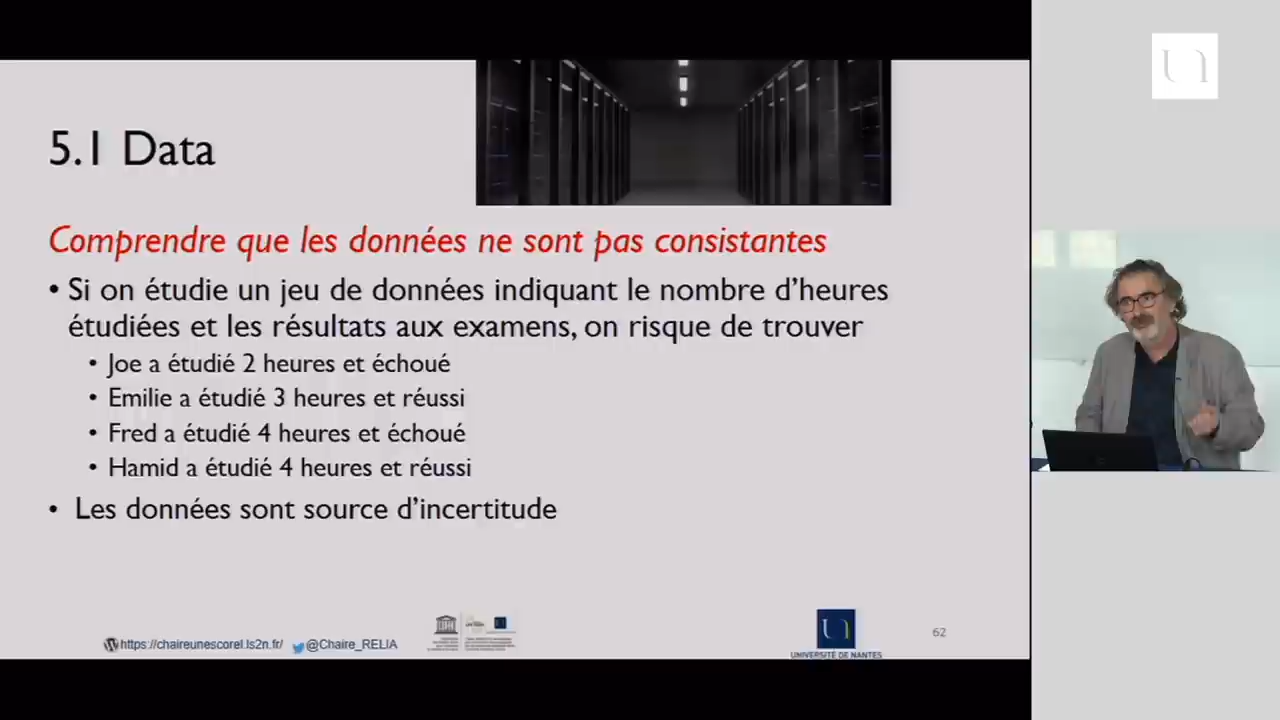 5.1 Data
Comprendre que les données ne sont pas consistantes
• Si on étudie un jeu de données indiquant le nombre d'heures
étudiées et les résultats aux examens, on risque de trouver
• Joe a étudié 2 heures et échoué
• Emilie a étudié 3 heures et réussi
• Fred a étudié 4 heures et échoué
• Hamid a étudié 4 heures et réussi
• Les données sont source d'incertitude
https://chaireunescorel.ls2n.fr/ @Chaire_RELIA
UNIVERSITÉ DE NANTES
62